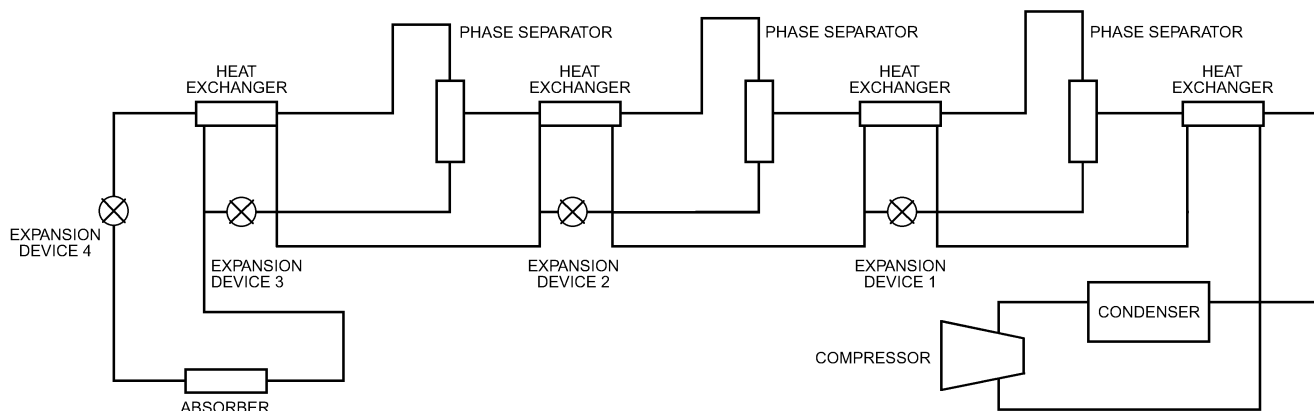 PHASE SEPARATOR
PHASE SEPARATOR
PHASE SEPARATOR
HEAT
EXCHANGER
HEAT
EXCHANGER
HEAT
EXCHANGER
HEAT
EXCHANGER
EXPANSION
DEVICE 4
EXPANSION
DEVICE 3
EXPANSION
DEVICE 2
EXPANSION
DEVICE 1
CONDENSER
COMPRESSOR
ABSORBER